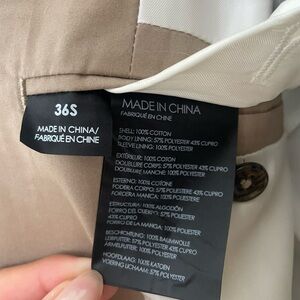 36S
MADE IN CHINA/
FABRIQUÉ EN CHINE
MADE IN CHINA
FABRIQUÉ EN CHINE
SHELL: 100% COTTON
BODY LINING: 57% POLYESTER 43% CUPRO
SLEEVE LINING: 100% POLYESTER
EXTÉRIEUR: 100% COTON
DOUBLURE CORPS: 57% POLYESTER 43% CUPRO
DOUBLURE MANCHE: 100% POLYESTER
ESTERNO: 100% COTONE
FODERA CORPO: 57% POLIESTERE 43% CUPRO
FODERA MANICHE: 100% POLIESTERE
ESTRUCTURA: 100% ALGODÓN
FORRO DEL CUERPO: 57% POLIÉSTER
43% CUPRO
FORRO DE MANGA: 100% POLIÉSTER
BESCHREIBUNG: 100% BAUMWOLLE
LEIBFUTTER: 57% POLYESTER 43% CUPRO
ÄRMELFUTTER: 100% POLYESTER
HOOFDLAAG: 100% KATOEN
VOERING LICHAAM: 57% POLYESTER